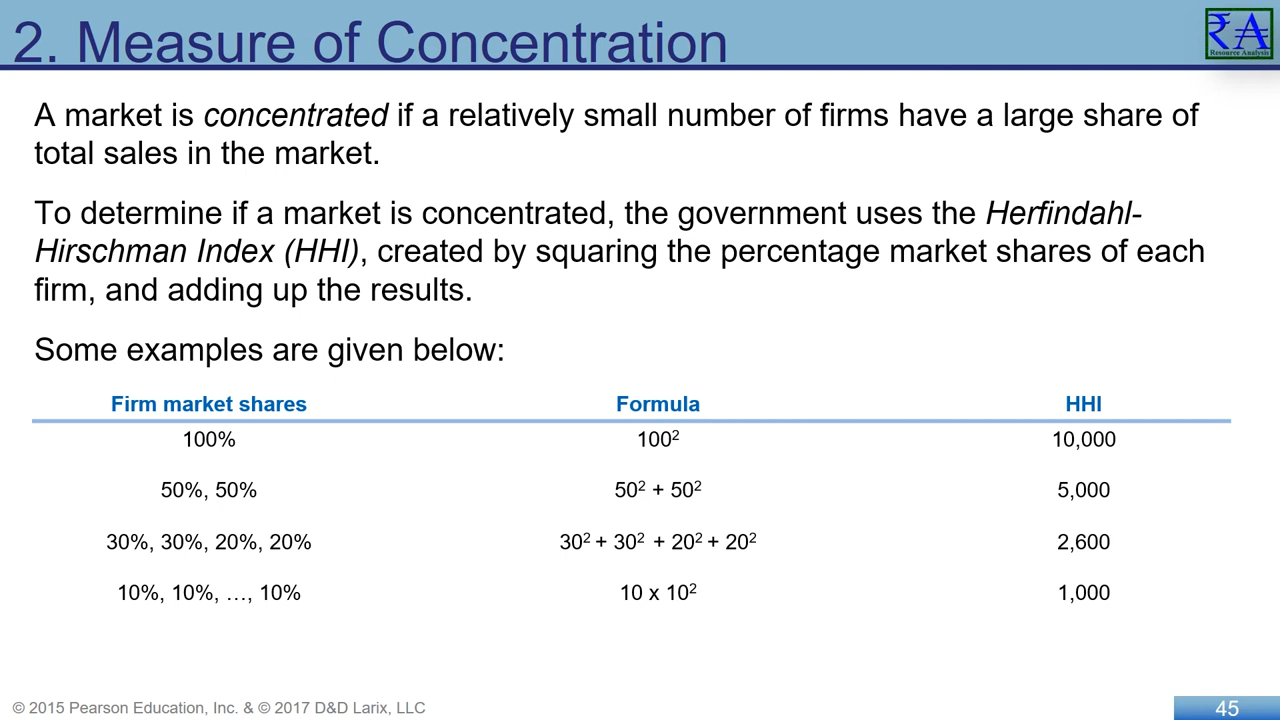 2. Measure of Concentration
₹A
Resource Analysis
A market is concentrated if a relatively small number of firms have a large share of
total sales in the market.
To determine if a market is concentrated, the government uses the Herfindahl-
Hirschman Index (HHI), created by squaring the percentage market shares of each
firm, and adding up the results.
Some examples are given below:
Firm market shares Formula HHI
100% 100² 10,000
50%, 50% 50² + 50² 5,000
30%, 30%, 20%, 20% 30² + 30² + 20² + 20² 2,600
10%, 10%, …, 10% 10 x 10² 1,000
© 2015 Pearson Education, Inc. & © 2017 D&D Larix, LLC
45